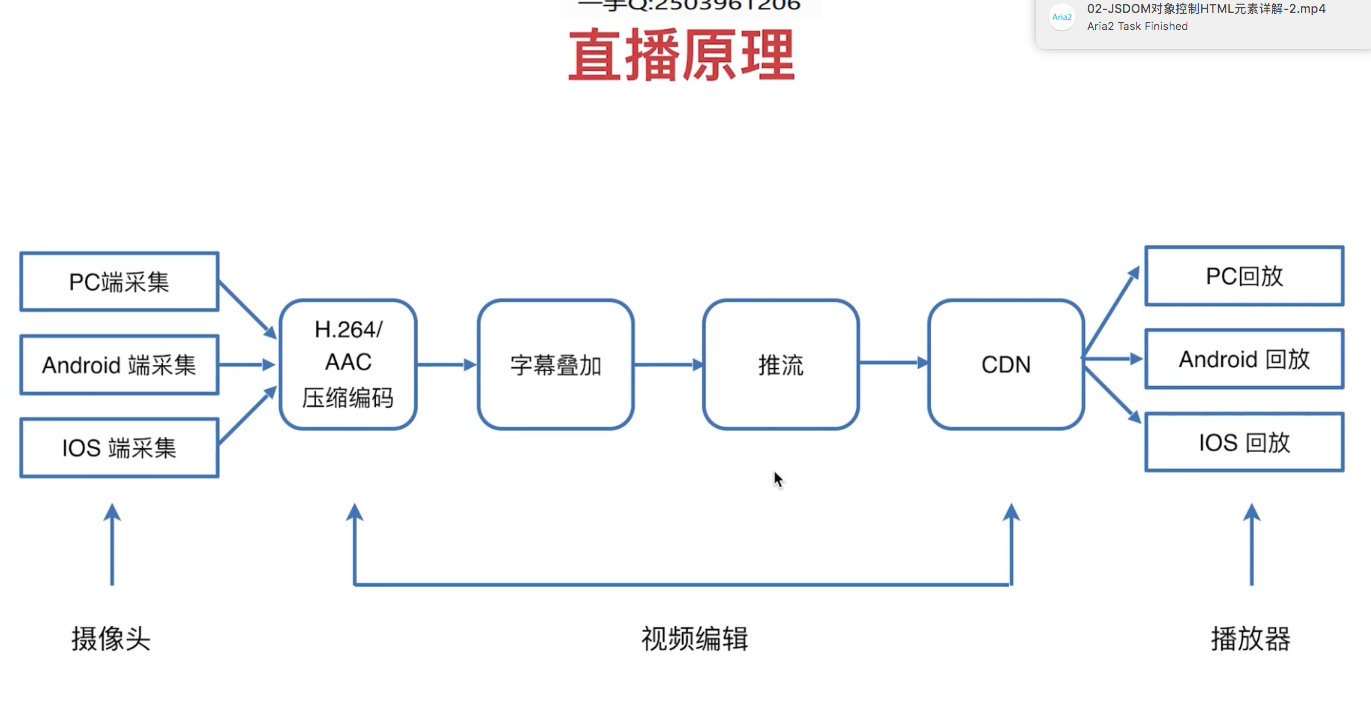 一手Q:2503961206
02-JSDOM对象控制HTML元素详解-2.mp4
Aria2
Aria2 Task Finished
直播原理
PC端采集
Android 端采集
IOS 端采集
H.264/
AAC
压缩编码
字幕叠加
推流
CDN
PC回放
Android 回放
IOS 回放
摄像头
视频编辑
播放器